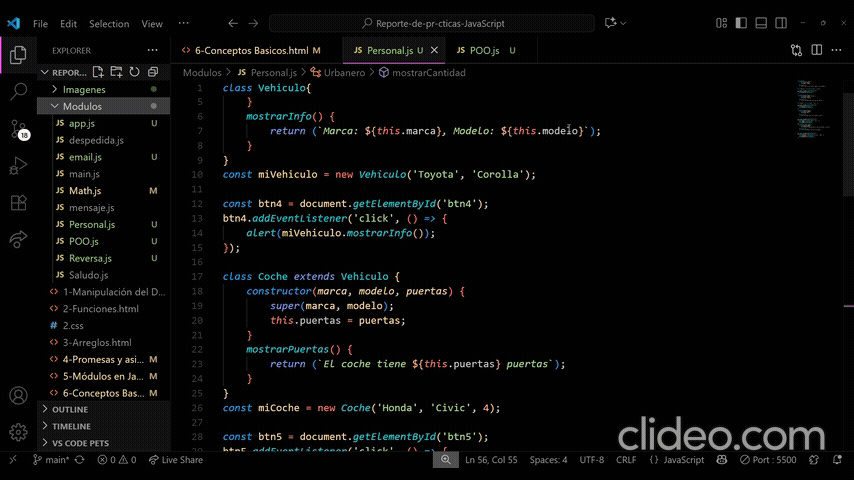 File Edit Selection View ··· Reporte-de-pr-cticas-JavaScript
EXPLORER ···
6-Conceptos Basicos.html M
JS Personal.js U
JS POO.js U
REPOR...
Modulos > JS Personal.js > Urbanero > mostrarCantidad
Imagenes
Modulos
JS app.js U
JS despedida.js
JS email.js U
JS main.js
JS Math.js M
JS mensaje.js
JS Personal.js U
JS POO.js U
JS Reversa.js U
JS Saludo.js
1-Manipulación del D...
2-Funciones.html
2.css
3-Arreglos.html
4-Promesas y asi... M
5-Módulos en Ja... M
6-Conceptos Ba... M
OUTLINE
TIMELINE
VS CODE PETS
18
1 class Vehiculo{
5 }
6 mostrarInfo() {
7 return (`Marca: ${this.marca}, Modelo: ${this.modelo}`);
8 }
9 }
10 const miVehiculo = new Vehiculo('Toyota', 'Corolla');
11
12 const btn4 = document.getElementById('btn4');
13 btn4.addEventListener('click', () => {
14 alert(miVehiculo.mostrarInfo());
15 });
16
17 class Coche extends Vehiculo {
18 constructor(marca, modelo, puertas) {
19 super(marca, modelo);
20 this.puertas = puertas;
21 }
22 mostrarPuertas() {
23 return (`El coche tiene ${this.puertas} puertas`);
24 }
25 }
26 const miCoche = new Coche('Honda', 'Civic', 4);
27
28 const btn5 = document.getElementById('btn5');
29 btn5.addEventListener('click', () => {
clideo.com
main* 0 0 Live Share Ln 56, Col 55 Spaces: 4 UTF-8 CRLF {} JavaScript Port : 5500